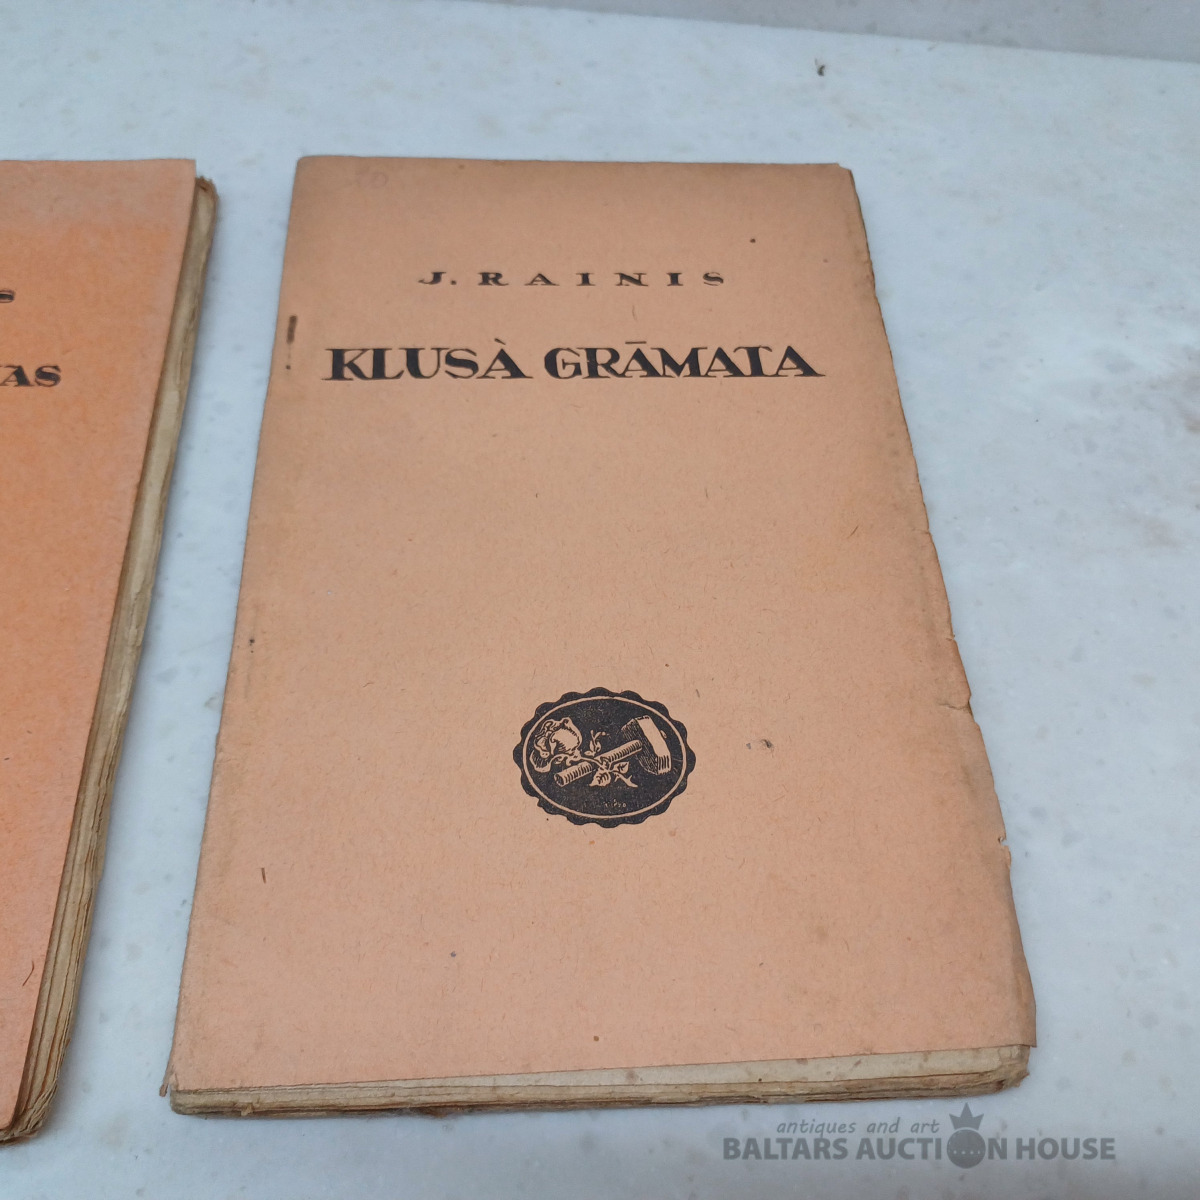 J. RAINIS
KLUSÀ GRĀMATA
antiques and art
BALTARS AUCTION HOUSE